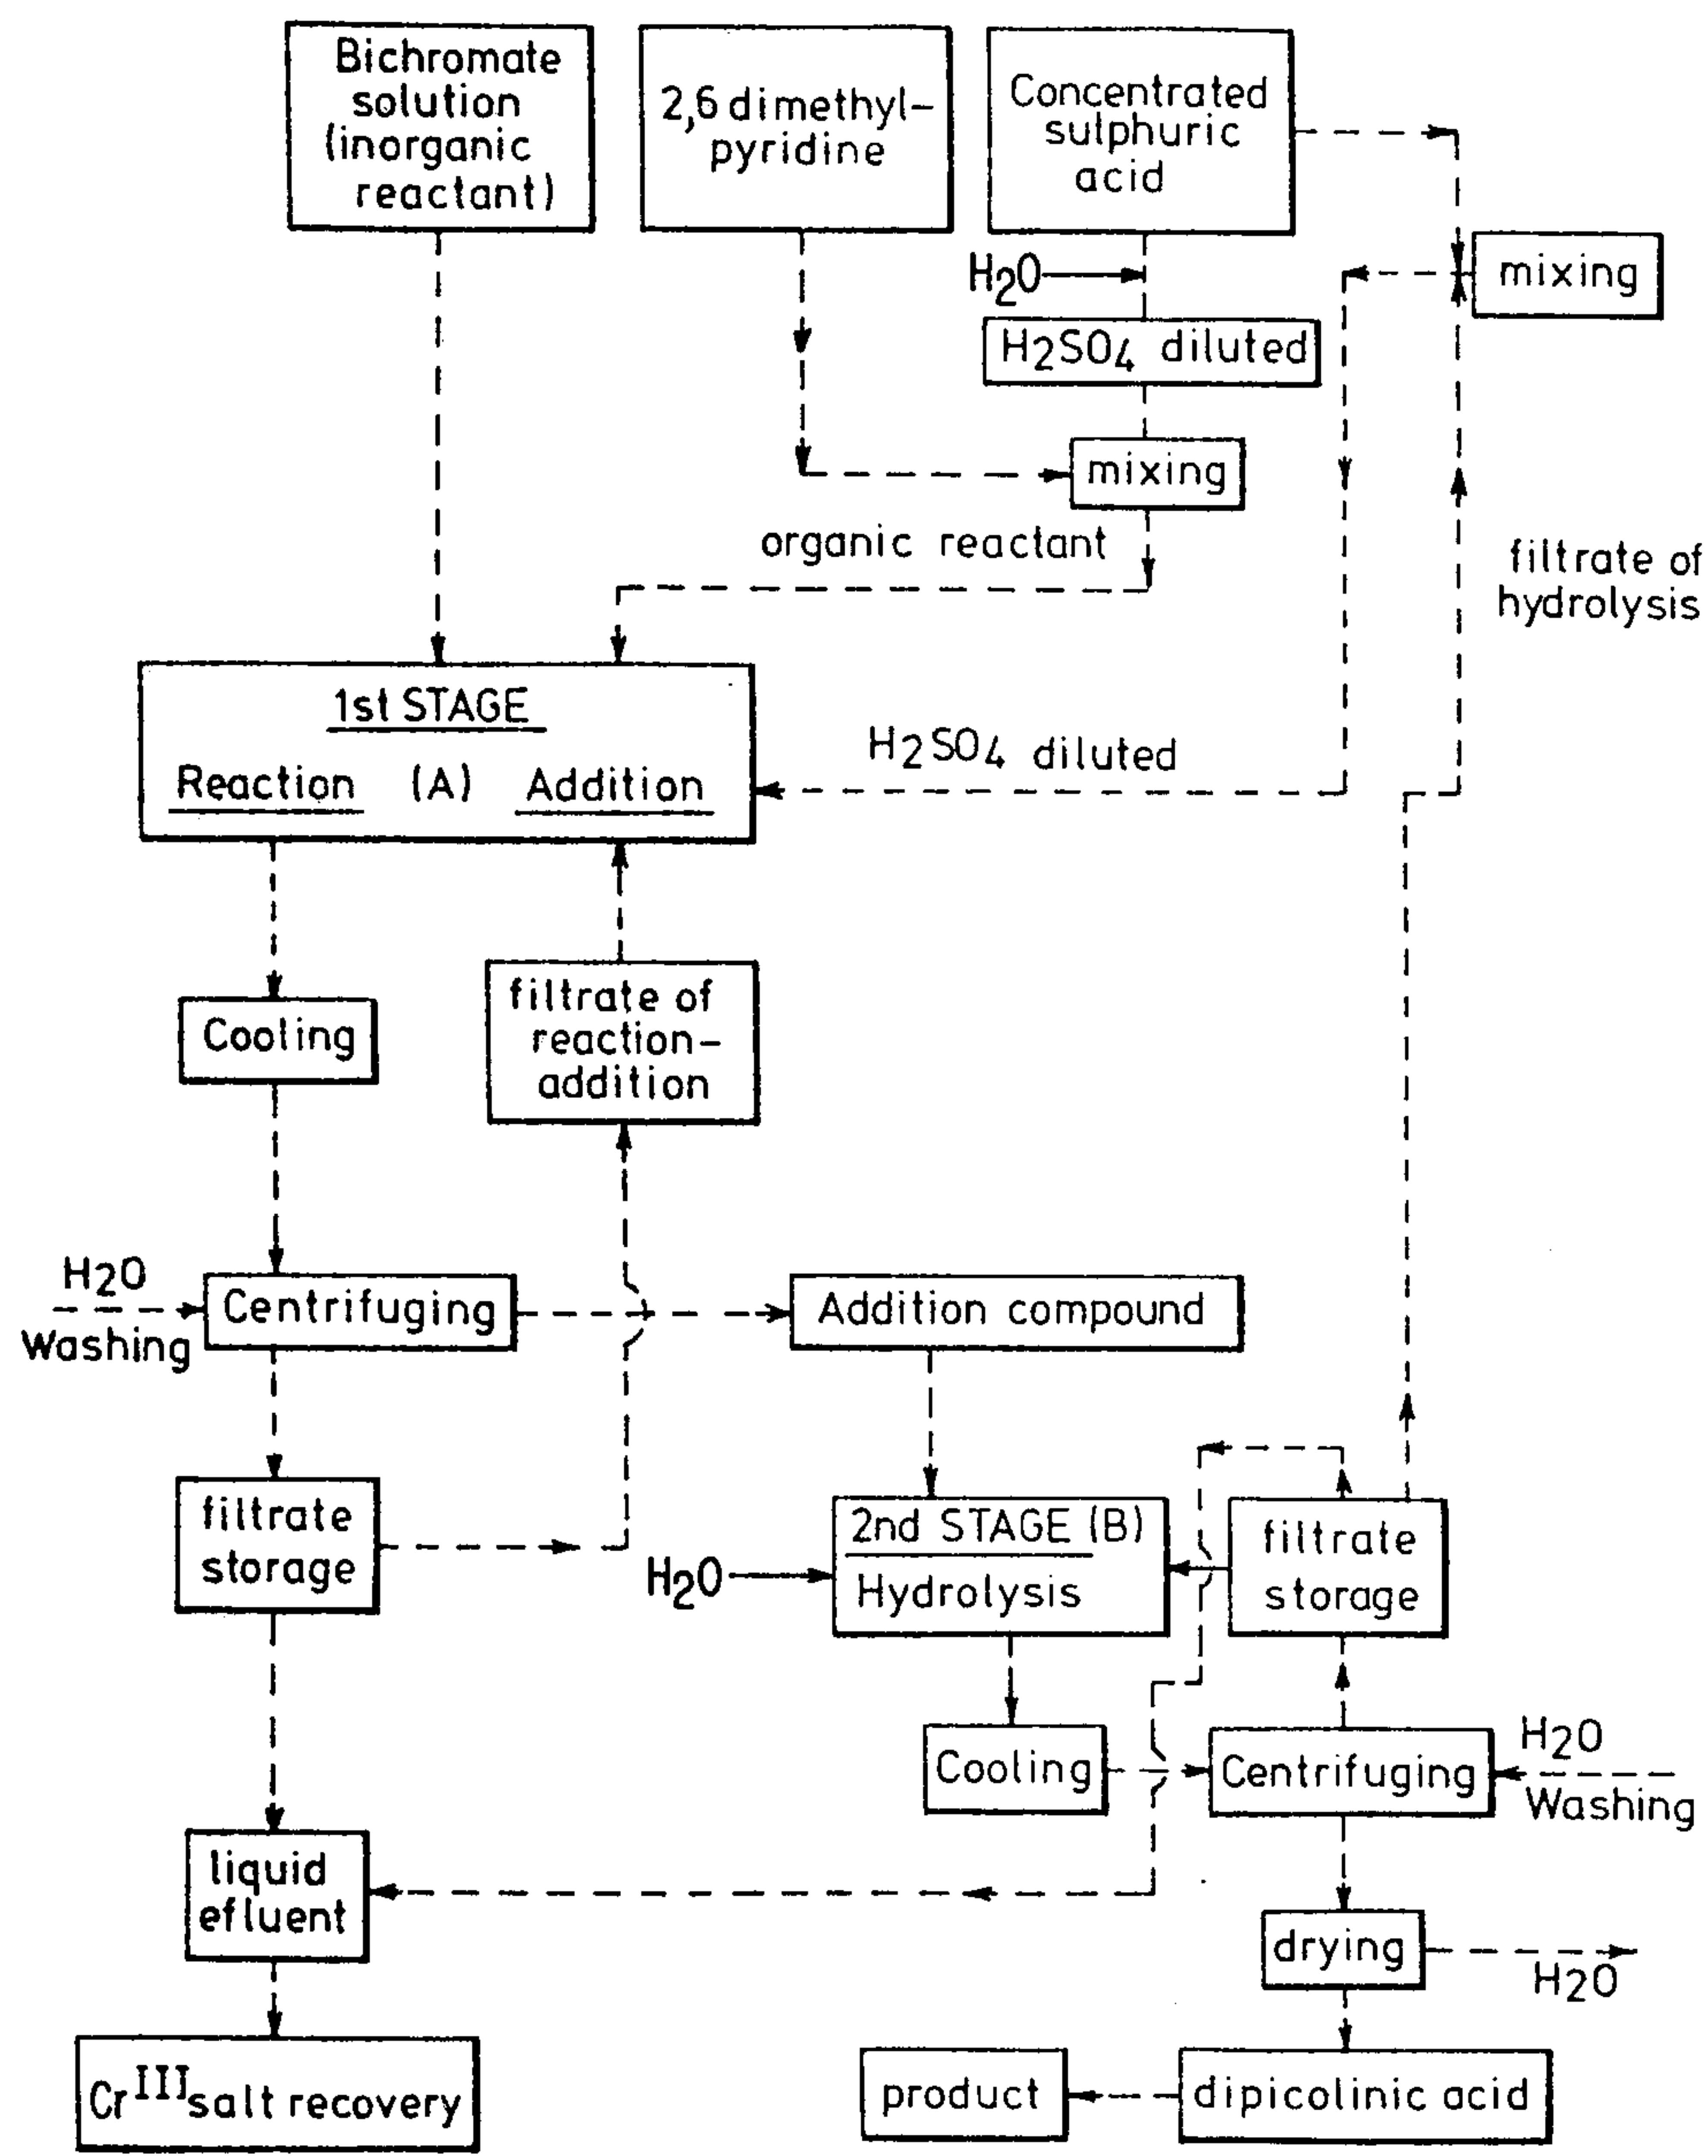 Bichromate
solution
(inorganic
reactant)
2,6 dimethyl-
pyridine
Concentrated
sulphuric
acid
mixing
H2O
H2SO4 diluted
mixing
organic reactant
filtrate of
hydrolysis
1st STAGE
Reaction (A) Addition
H2SO4 diluted
Cooling
filtrate of
reaction-
addition
H2O
Washing
Centrifuging
Addition compound
filtrate
storage
2nd STAGE (B)
Hydrolysis
H2O
filtrate
storage
Cooling
Centrifuging
H2O
Washing
liquid
efluent
drying
H2O
CrIII salt recovery
product
dipicolinic acid